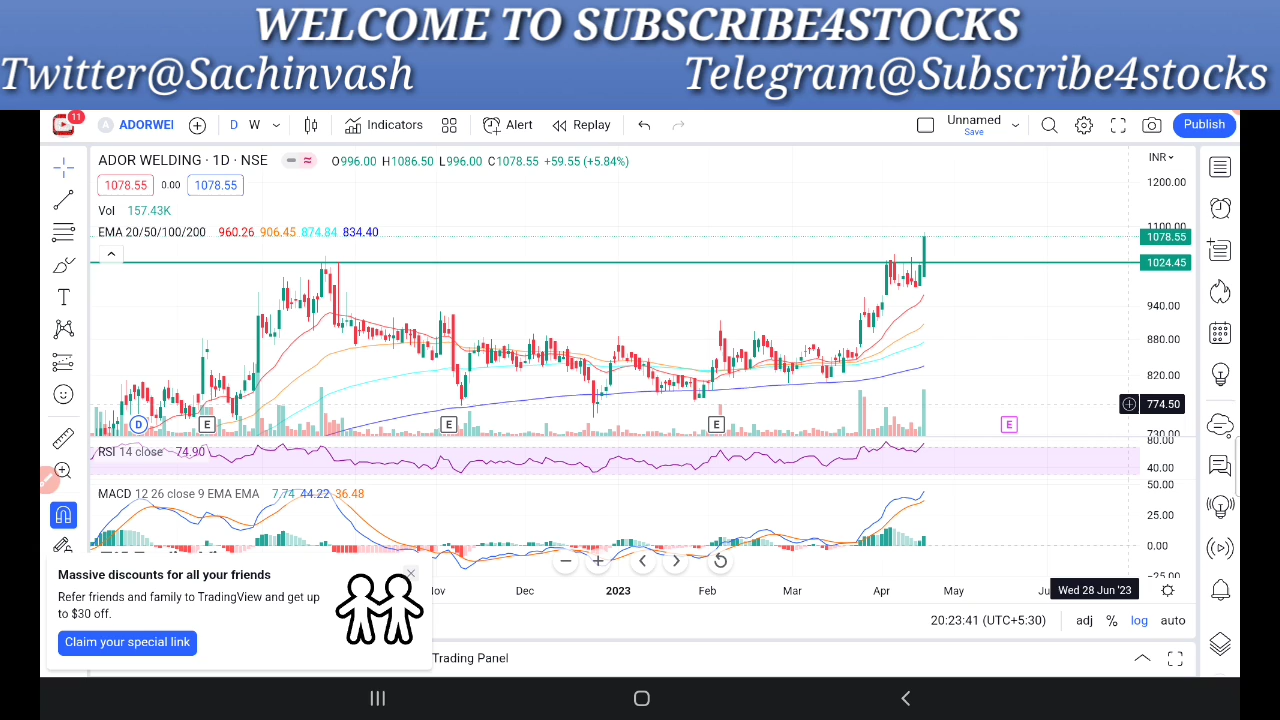 WELCOME TO SUBSCRIBE4STOCKS
Twitter@Sachinvash Telegram@Subscribe4stocks
11 A ADORWEI D W Indicators Alert Replay Unnamed Save Publish
ADOR WELDING · 1D · NSE O996.00 H1086.50 L996.00 C1078.55 +59.55 (+5.84%) INR
1078.55 0.00 1078.55 1200.00
Vol 157.43K
1100.00
EMA 20/50/100/200 960.26 906.45 874.84 834.40 1078.55
1024.45
940.00
880.00
820.00
774.50
D E E E E
RSI 14 close 74.90 80.00
40.00
MACD 12 26 close 9 EMA EMA 7.74 44.22 36.48 50.00
25.00
0.00
Massive discounts for all your friends −25.00
Refer friends and family to TradingView and get up Dec 2023 Feb Mar Apr May Wed 28 Jun '23
to $30 off. 20:23:41 (UTC+5:30) adj % log auto
Claim your special link
Trading Panel